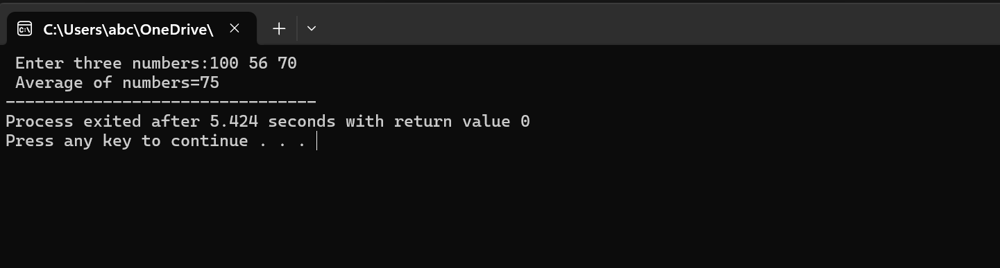 C:\Users\abc\OneDrive\
Enter three numbers:100 56 70
Average of numbers=75
--------------------------------
Process exited after 5.424 seconds with return value 0
Press any key to continue . . .